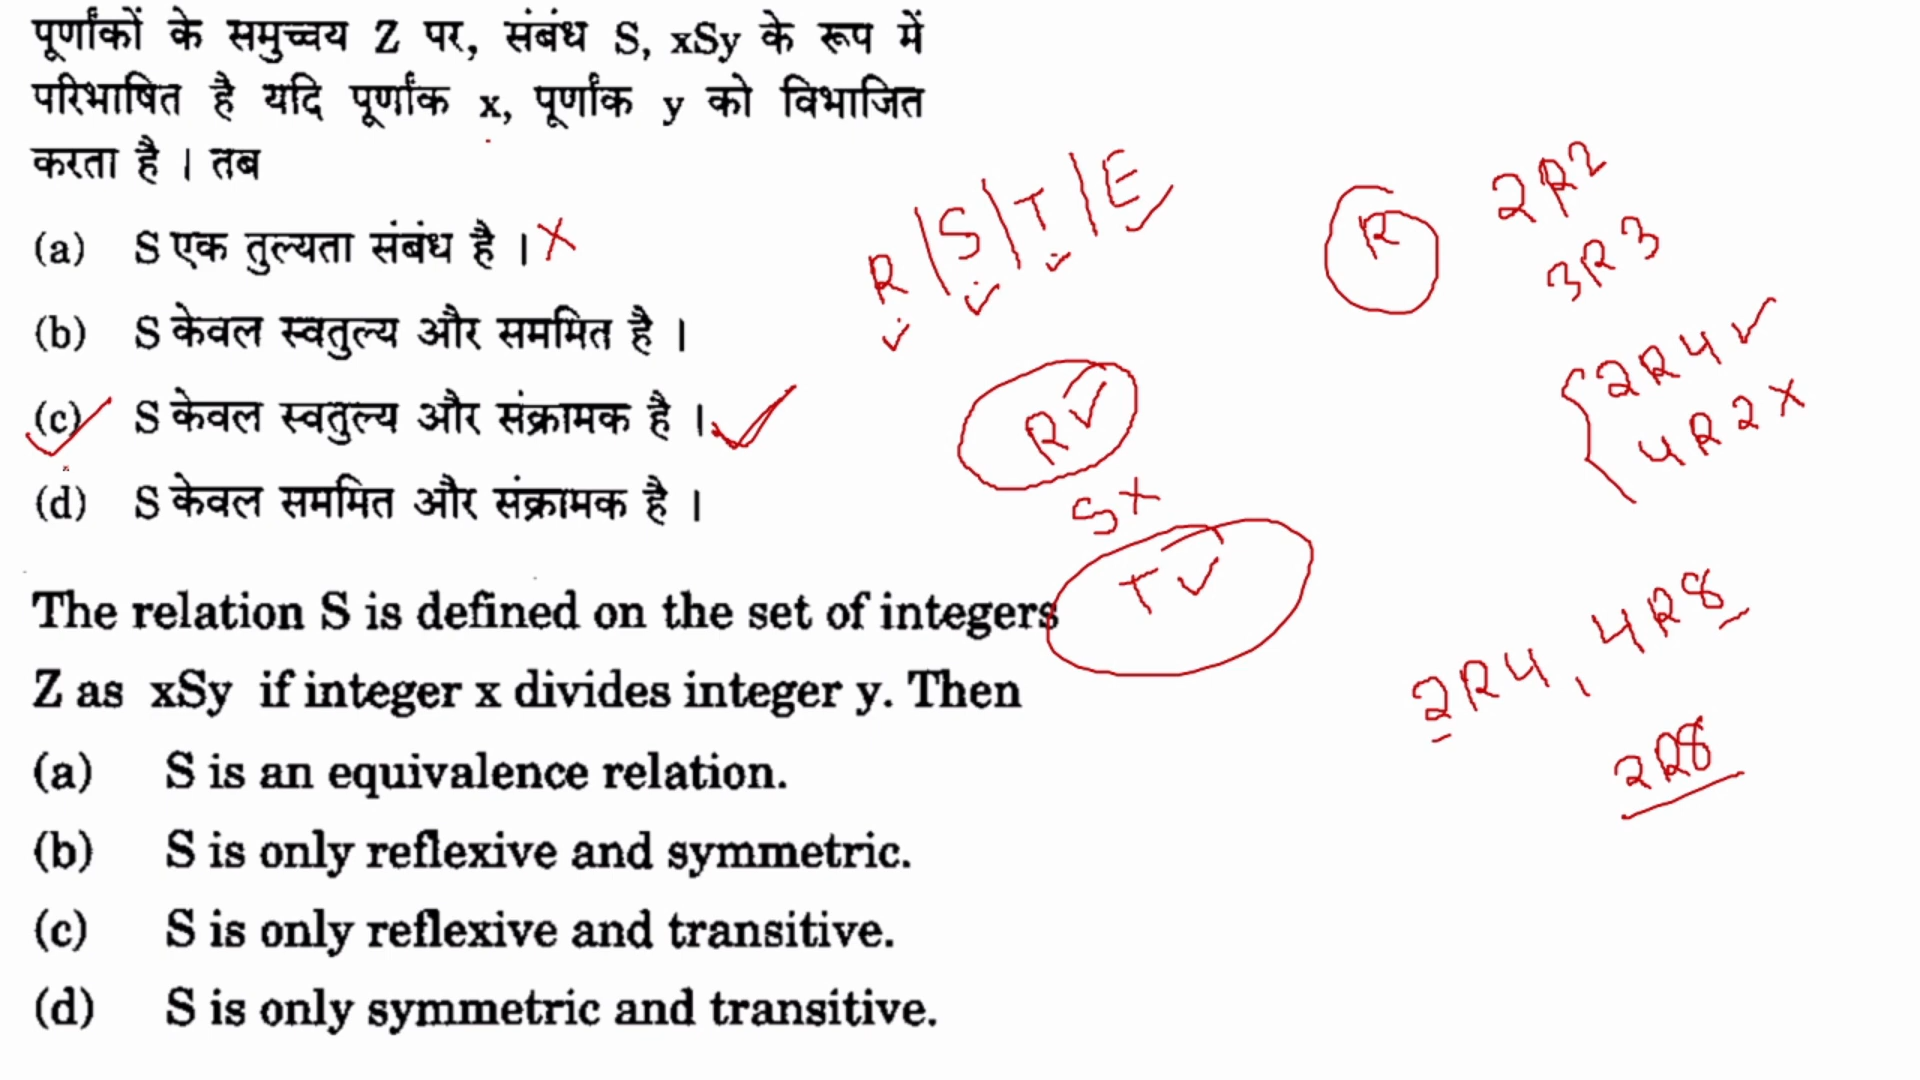 पूर्णांकों के समुच्चय Z पर, संबंध S, xSy के रूप में
परिभाषित है यदि पूर्णांक x, पूर्णांक y को विभाजित
करता है । तब
(a) S एक तुल्यता संबंध है । X
(b) S केवल स्वतुल्य और सममित है ।
(c) S केवल स्वतुल्य और संक्रामक है । ✓
(d) S केवल सममित और संक्रामक है ।
The relation S is defined on the set of integers
Z as xSy if integer x divides integer y. Then
(a) S is an equivalence relation.
(b) S is only reflexive and symmetric.
(c) S is only reflexive and transitive.
(d) S is only symmetric and transitive.
R/S/T/E
R ✓
S X
T ✓
R
2R2
3R3
2R4 ✓
4R2 X
2R4, 4R8
2R8